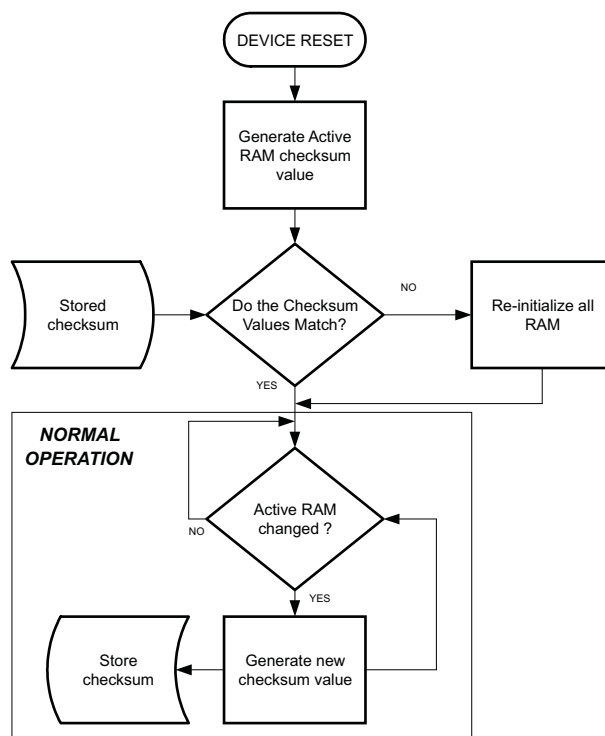 DEVICE RESET
Generate Active
RAM checksum
value
Stored
checksum
Do the Checksum
Values Match?
NO
Re-initialize all
RAM
YES
NORMAL
OPERATION
Active RAM
changed ?
NO
YES
Store
checksum
Generate new
checksum value